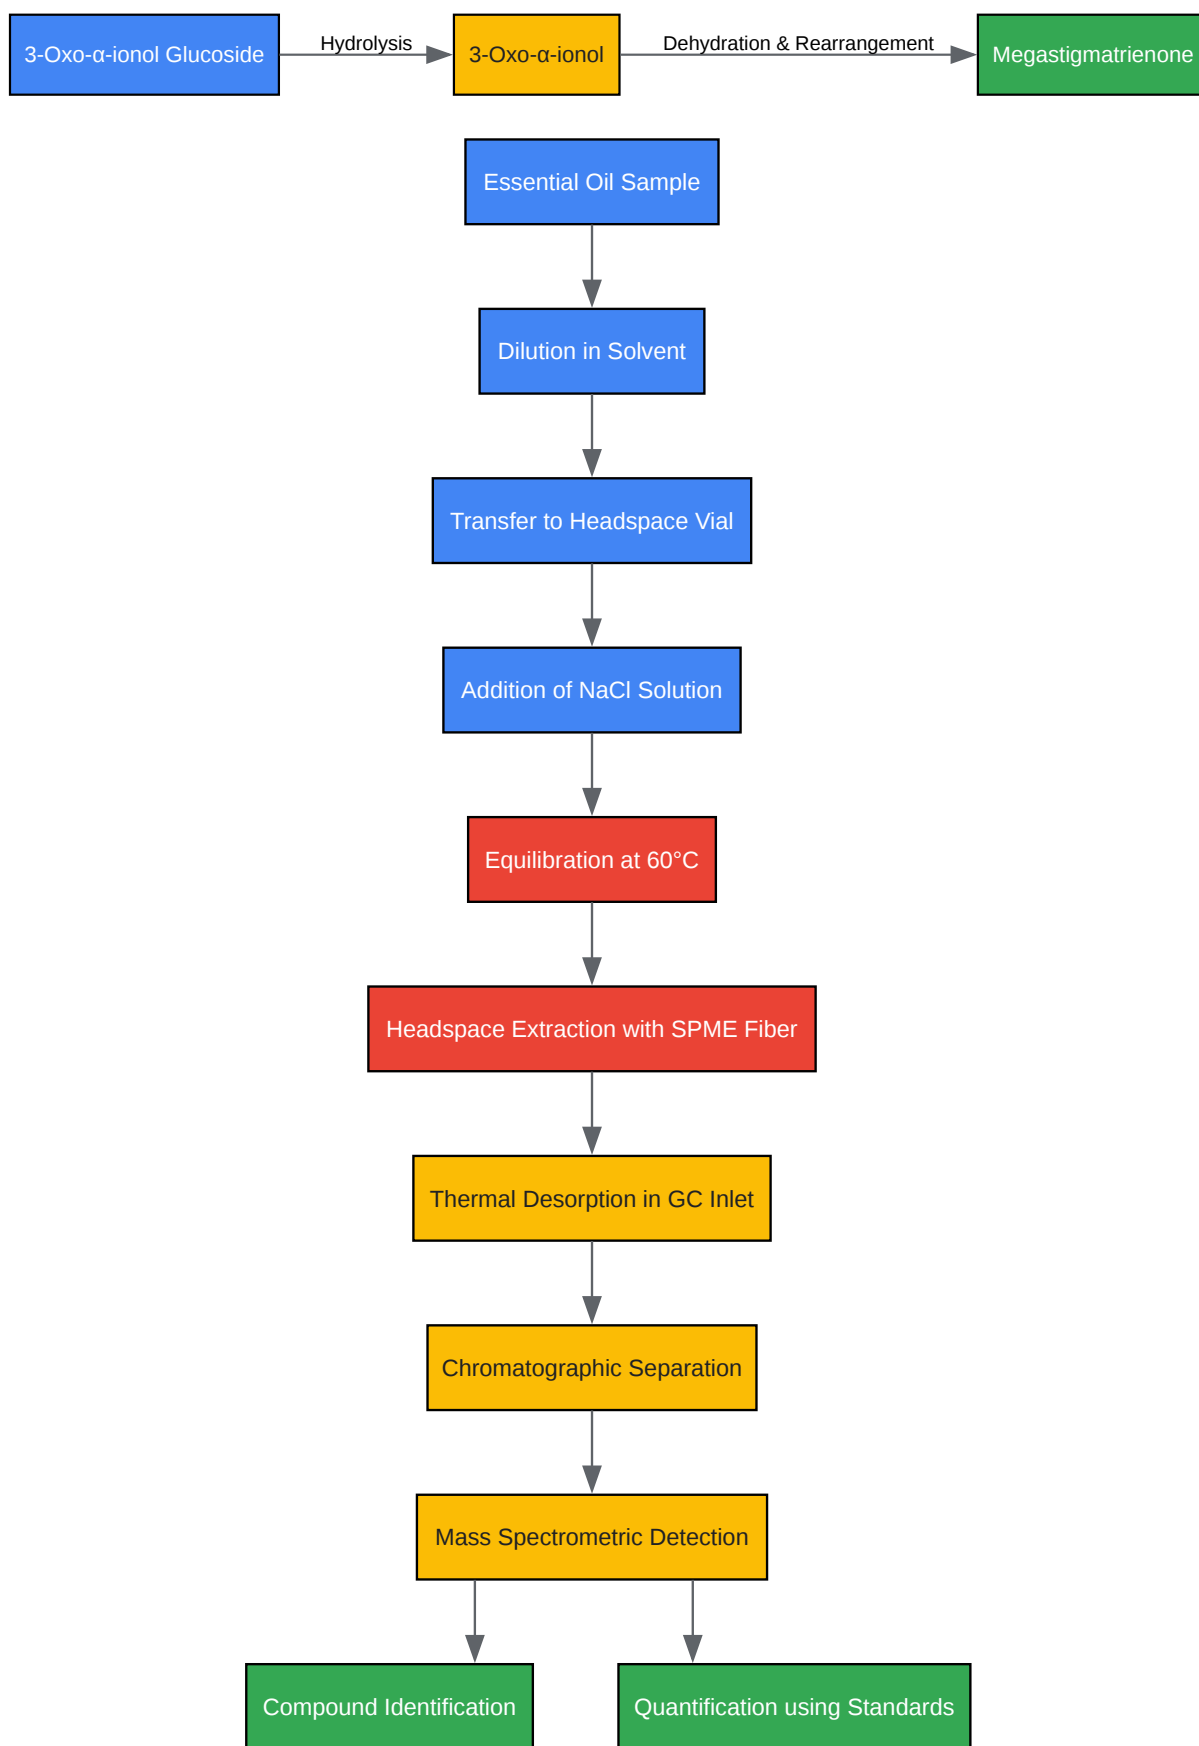 3-Oxo-α-ionol Glucoside
Hydrolysis
3-Oxo-α-ionol
Dehydration & Rearrangement
Megastigmatrienone
Essential Oil Sample
Dilution in Solvent
Transfer to Headspace Vial
Addition of NaCl Solution
Equilibration at 60°C
Headspace Extraction with SPME Fiber
Thermal Desorption in GC Inlet
Chromatographic Separation
Mass Spectrometric Detection
Compound Identification
Quantification using Standards